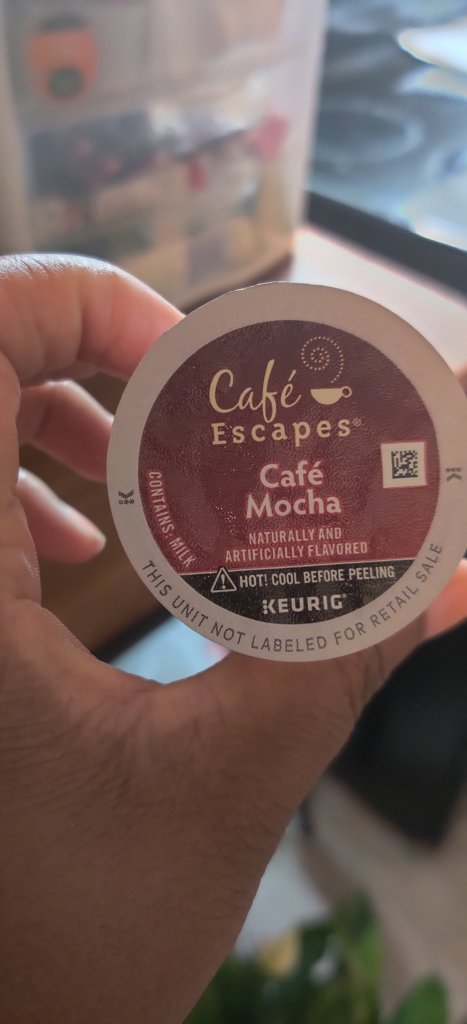 Café
Escapes®
Café
Mocha
NATURALLY AND
ARTIFICIALLY FLAVORED
CONTAINS: MILK
HOT! COOL BEFORE PEELING
KEURIG®
THIS UNIT NOT LABELED FOR RETAIL SALE